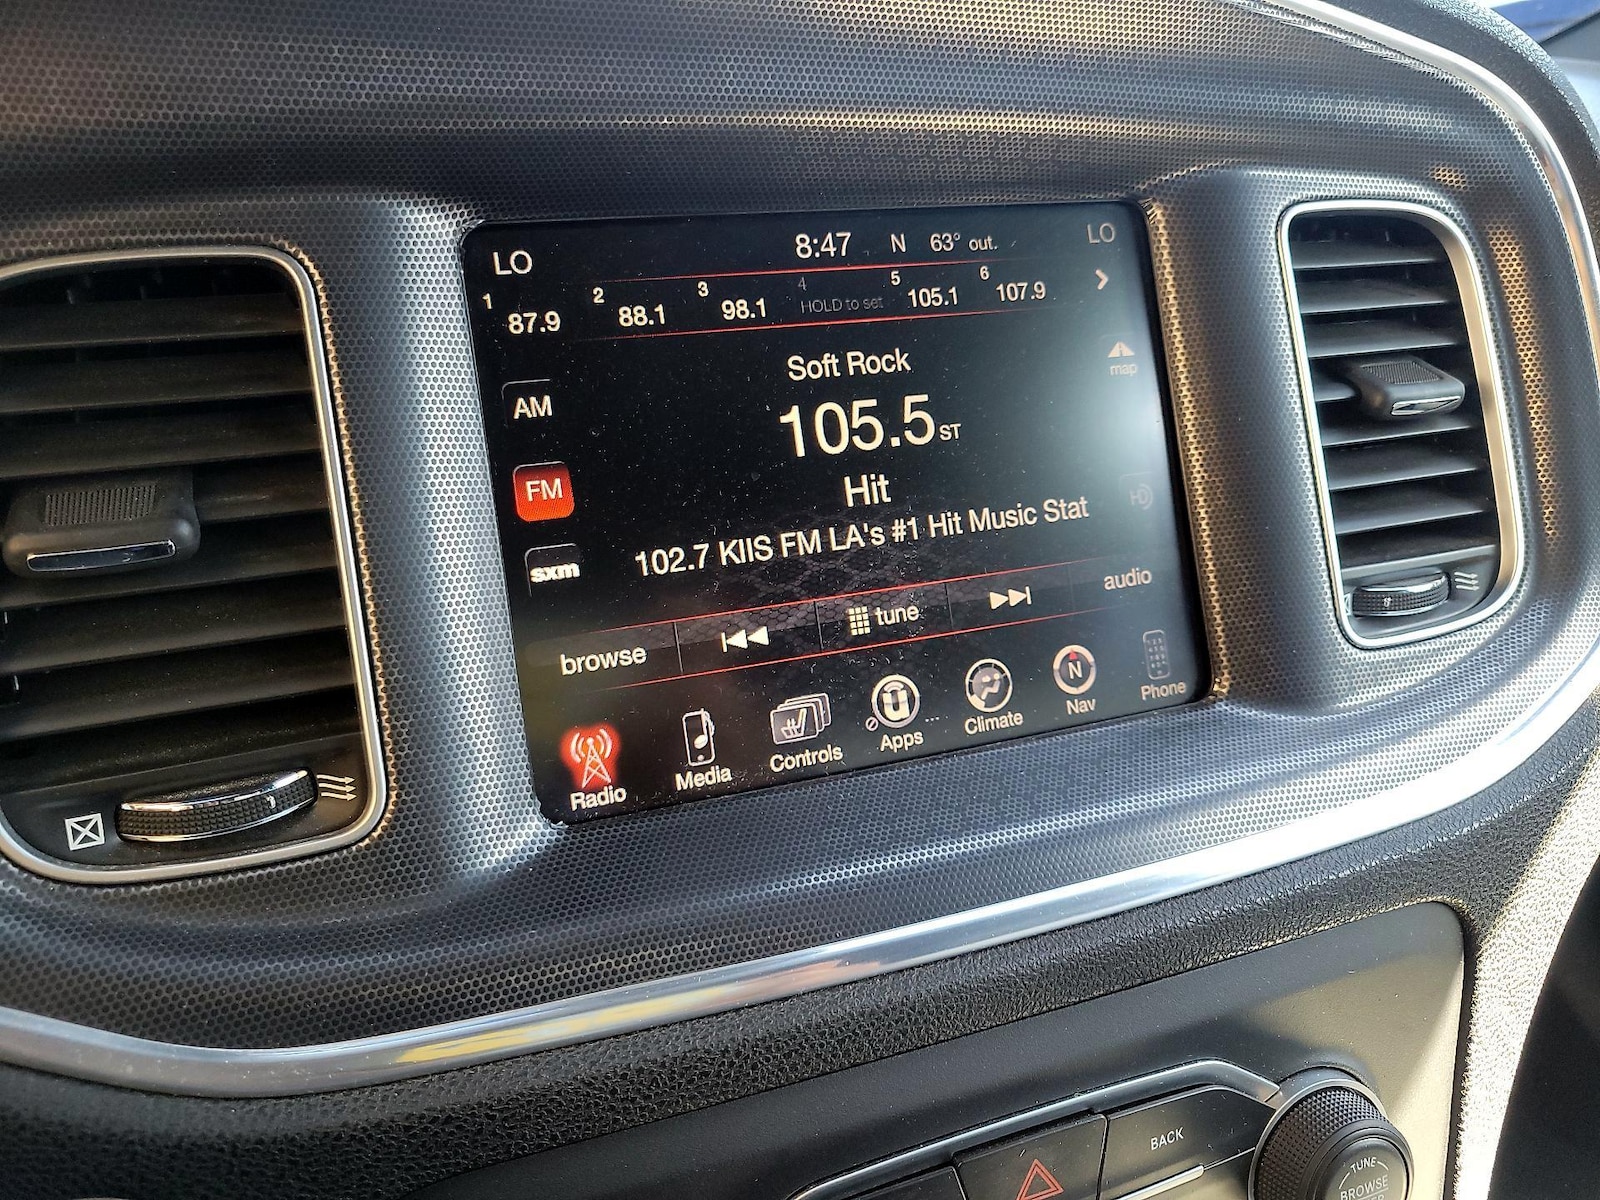 LO 8:47 N 63° out. LO
1 87.9 2 88.1 3 98.1 4 HOLD to set 5 105.1 6 107.9
Soft Rock
map
AM
105.5 ST
FM
Hit
HD
102.7 KIIS FM LA's #1 Hit Music Stat
sxm
browse tune audio
Radio Media Controls Apps ... Climate Nav Phone
N
BACK
TUNE
BROWSE